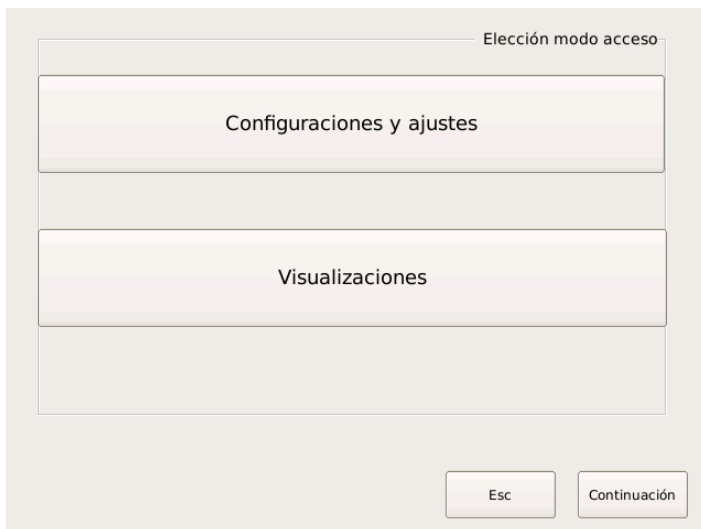 Elección modo acceso
Configuraciones y ajustes
Visualizaciones
Esc
Continuación